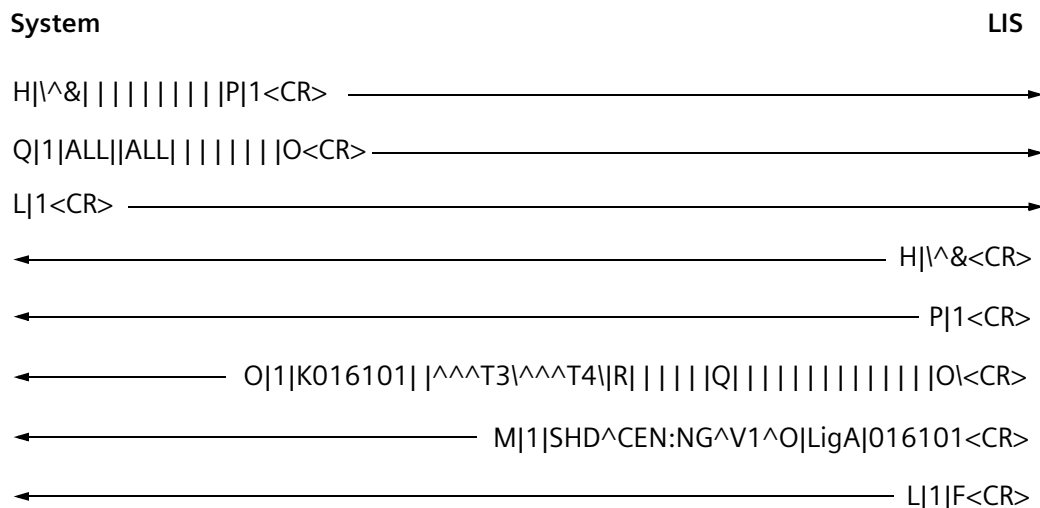 System LIS
H|\^&| | | | | | | | | |P|1<CR>
Q|1|ALL||ALL| | | | | | | |O<CR>
L|1<CR>
H|\^&<CR>
P|1<CR>
O|1|K016101| |^^^T3\^^^T4\|R| | | | | |Q| | | | | | | | | | | | | |O\<CR>
M|1|SHD^CEN:NG^V1^O|LigA|016101<CR>
L|1|F<CR>